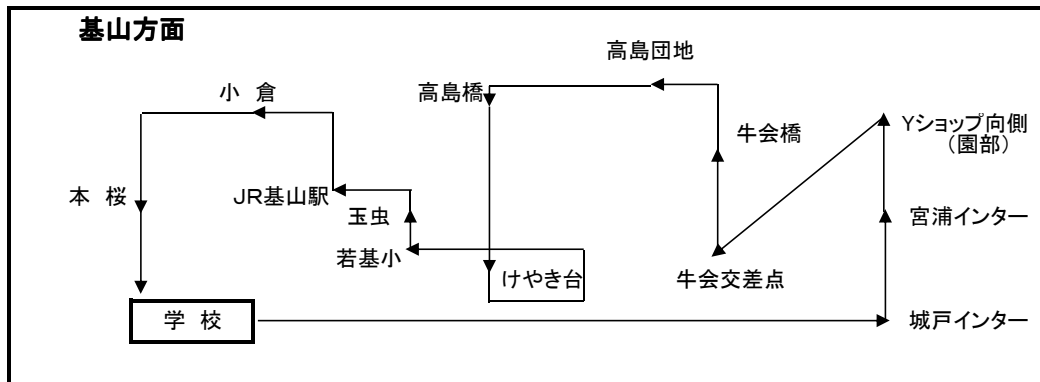 基山方面
高島団地
小 倉
高島橋
Yショップ向側
（園部）
牛会橋
本 桜
JR基山駅
玉虫
宮浦インター
若基小
けやき台
牛会交差点
学 校
城戸インター